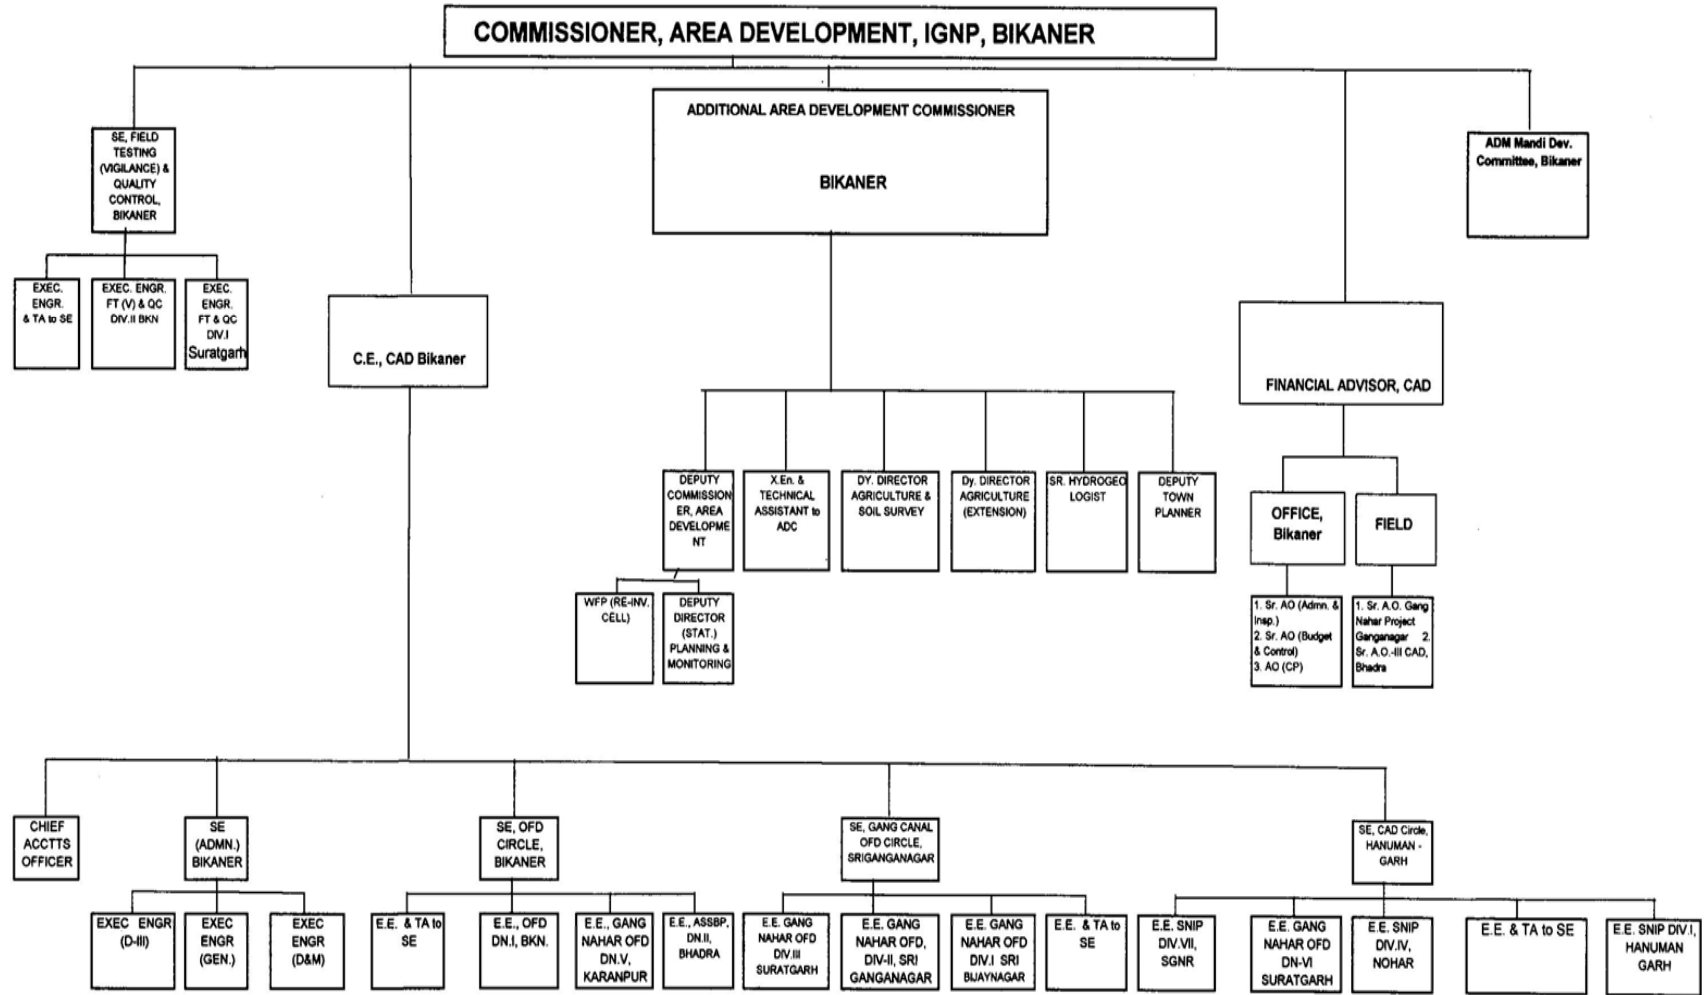 COMMISSIONER, AREA DEVELOPMENT, IGNP, BIKANER
SE, FIELD
TESTING
(VIGILANCE) &
QUALITY
CONTROL,
BIKANER
ADDITIONAL AREA DEVELOPMENT COMMISSIONER
BIKANER
ADM Mandi Dev.
Committee, Bikaner
EXEC.
ENGR.
& TA to SE
EXEC. ENGR.
FT (V) & QC
DIV.II BKN
EXEC.
ENGR.
FT & QC
DIV.I
Suratgarh
C.E., CAD Bikaner
FINANCIAL ADVISOR, CAD
DEPUTY
COMMISSION
ER, AREA
DEVELOPME
NT
X.En. &
TECHNICAL
ASSISTANT to
ADC
DY. DIRECTOR
AGRICULTURE &
SOIL SURVEY
Dy. DIRECTOR
AGRICULTURE
(EXTENSION)
SR. HYDROGEO
LOGIST
DEPUTY
TOWN
PLANNER
OFFICE,
Bikaner
FIELD
WFP (RE-INV.
CELL)
DEPUTY
DIRECTOR
(STAT.)
PLANNING &
MONITORING
1. Sr. AO (Admn. &
Insp.)
2. Sr. AO (Budget
& Control)
3. AO (CP)
1. Sr. A.O. Gang
Nahar Project
Ganganagar 2.
Sr. A.O.-III CAD,
Bhadra
CHIEF
ACCTTS
OFFICER
SE
(ADMN.)
BIKANER
SE, OFD
CIRCLE,
BIKANER
SE, GANG CANAL
OFD CIRCLE,
SRIGANGANAGAR
SE, CAD Circle,
HANUMAN -
GARH
EXEC ENGR
(D-III)
EXEC
ENGR
(GEN.)
EXEC
ENGR
(D&M)
E.E. & TA to
SE
E.E., OFD
DN.I, BKN.
E.E., GANG
NAHAR OFD
DN.V,
KARANPUR
E.E., ASSBP,
DN.II,
BHADRA
E.E. GANG
NAHAR OFD
DIV.III
SURATGARH
E.E. GANG
NAHAR OFD,
DIV-II, SRI
GANGANAGAR
E.E. GANG
NAHAR OFD
DIV.I SRI
BIJAYNAGAR
E.E. & TA to
SE
E.E. SNIP
DIV.VII,
SGNR
E.E. GANG
NAHAR OFD
DN-VI
SURATGARH
E.E. SNIP
DIV.IV,
NOHAR
E.E. & TA to SE
E.E. SNIP DIV.I,
HANUMAN
GARH